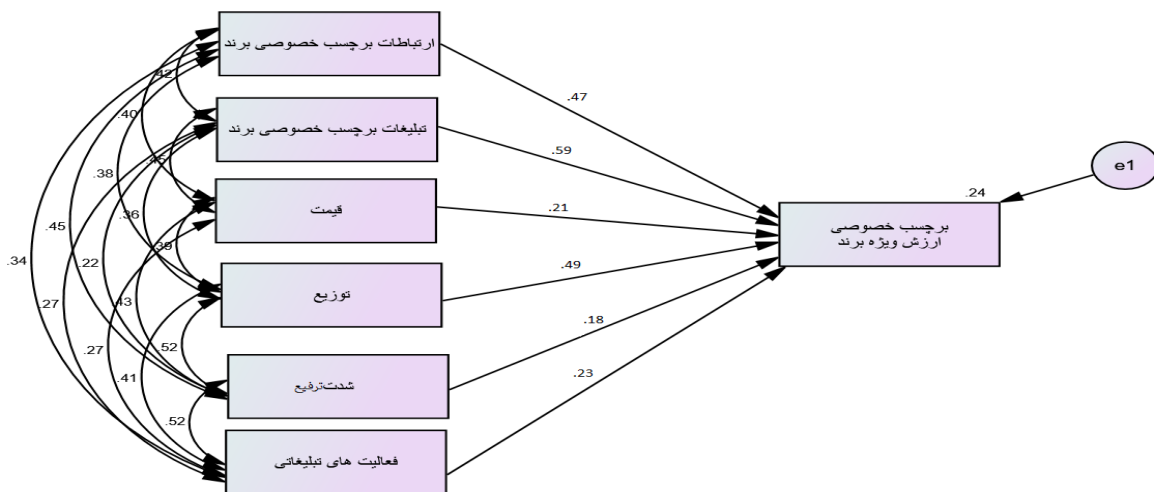 ارتباطات برچسب خصوصی برند
تبلیغات برچسب خصوصی برند
قیمت
توزیع
شدت‌ترفیع
فعالیت های تبلیغاتی
برچسب خصوصی
ارزش ویژه برند
e1
.24
.47
.59
.21
.49
.18
.23
.42
.40
.45
.38
.36
.39
.45
.22
.43
.52
.34
.27
.27
.41
.52